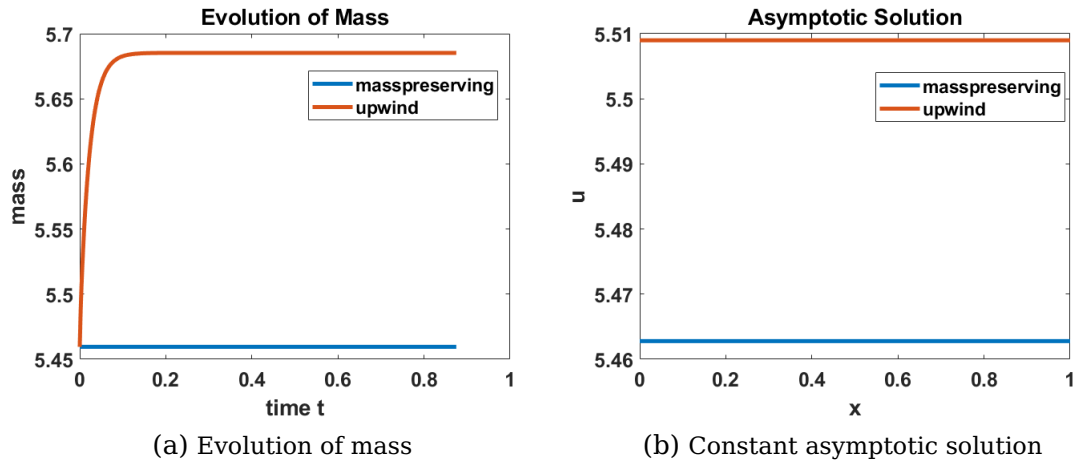 Evolution of Mass
5.7
5.65
5.6
5.55
5.5
5.45
mass
0 0.2 0.4 0.6 0.8 1
time t
masspreserving
upwind
(a) Evolution of mass
Asymptotic Solution
5.51
5.5
5.49
5.48
5.47
5.46
u
0 0.2 0.4 0.6 0.8 1
x
masspreserving
upwind
(b) Constant asymptotic solution